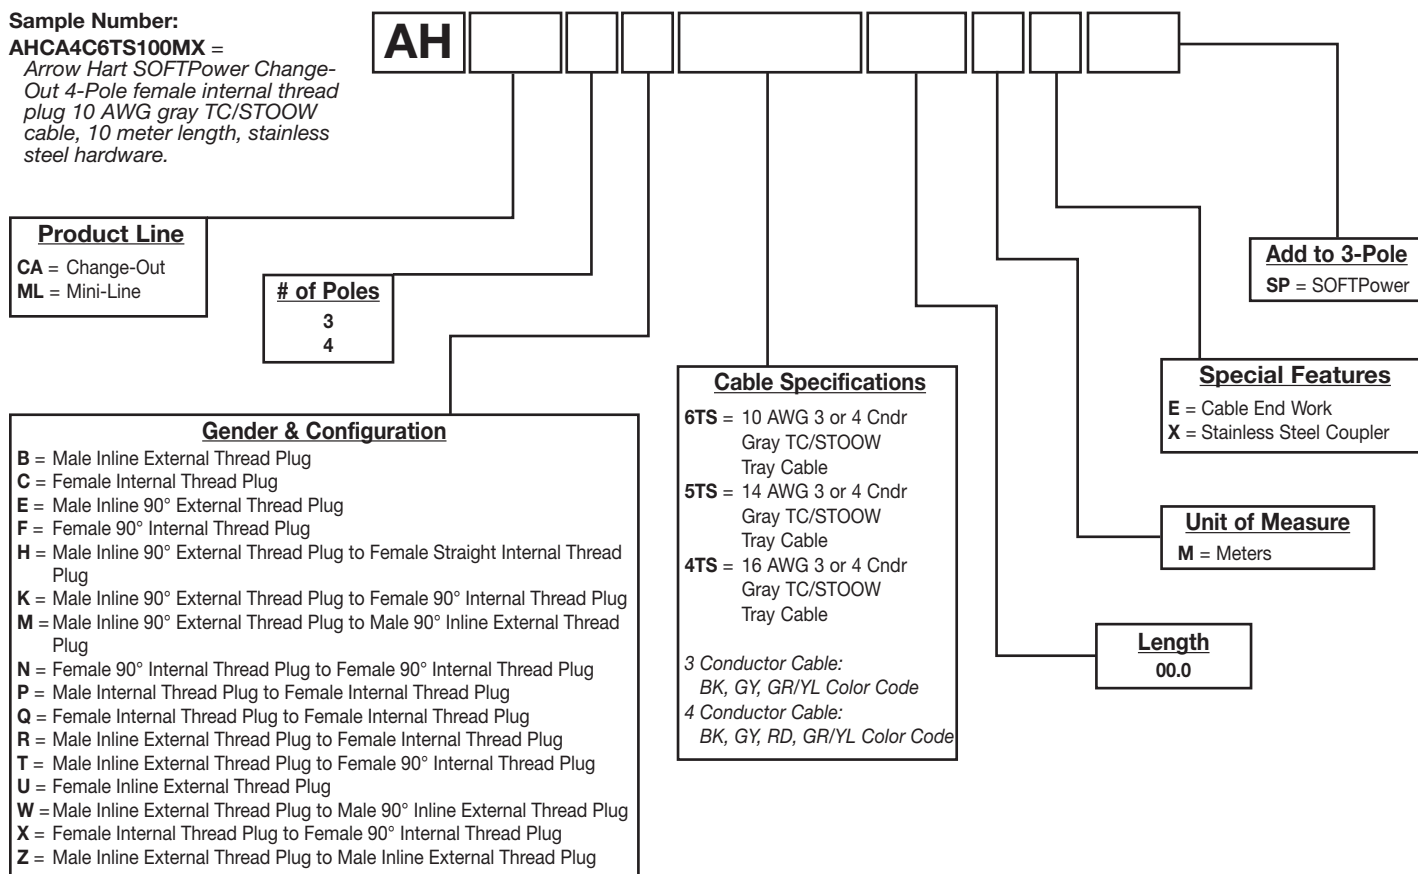 Sample Number:
AHCA4C6TS100MX =
Arrow Hart SOFTPower Change-
Out 4-Pole female internal thread
plug 10 AWG gray TC/STOOW
cable, 10 meter length, stainless
steel hardware.
AH
Product Line
CA = Change-Out
ML = Mini-Line
# of Poles
3
4
Gender & Configuration
B = Male Inline External Thread Plug
C = Female Internal Thread Plug
E = Male Inline 90° External Thread Plug
F = Female 90° Internal Thread Plug
H = Male Inline 90° External Thread Plug to Female Straight Internal Thread
Plug
K = Male Inline 90° External Thread Plug to Female 90° Internal Thread Plug
M = Male Inline 90° External Thread Plug to Male 90° Inline External Thread
Plug
N = Female 90° Internal Thread Plug to Female 90° Internal Thread Plug
P = Male Internal Thread Plug to Female Internal Thread Plug
Q = Female Internal Thread Plug to Female Internal Thread Plug
R = Male Inline External Thread Plug to Female Internal Thread Plug
T = Male Inline External Thread Plug to Female 90° Internal Thread Plug
U = Female Inline External Thread Plug
W = Male Inline External Thread Plug to Male 90° Inline External Thread Plug
X = Female Internal Thread Plug to Female 90° Internal Thread Plug
Z = Male Inline External Thread Plug to Male Inline External Thread Plug
Cable Specifications
6TS = 10 AWG 3 or 4 Cndr
Gray TC/STOOW
Tray Cable
5TS = 14 AWG 3 or 4 Cndr
Gray TC/STOOW
Tray Cable
4TS = 16 AWG 3 or 4 Cndr
Gray TC/STOOW
Tray Cable
3 Conductor Cable:
BK, GY, GR/YL Color Code
4 Conductor Cable:
BK, GY, RD, GR/YL Color Code
Length
00.0
Unit of Measure
M = Meters
Special Features
E = Cable End Work
X = Stainless Steel Coupler
Add to 3-Pole
SP = SOFTPower